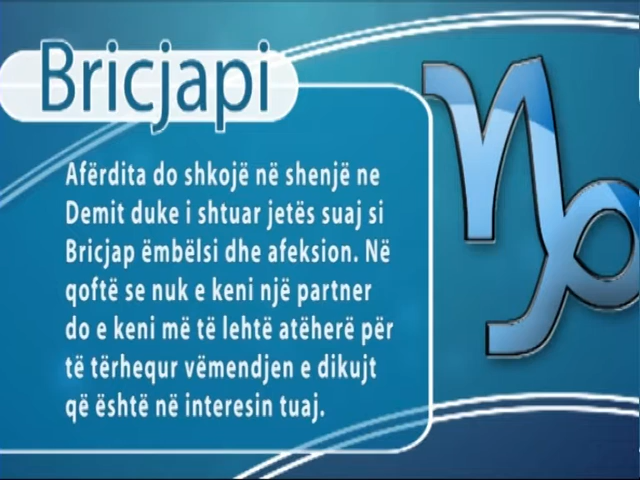 Bricjapi
Afërdita do shkojë në shenjë ne
Demit duke i shtuar jetës suaj si
Bricjap ëmbëlsi dhe afeksion. Në
qoftë se nuk e keni një partner
do e keni më të lehtë atëherë për
të tërhequr vëmendjen e dikujt
që është në interesin tuaj.